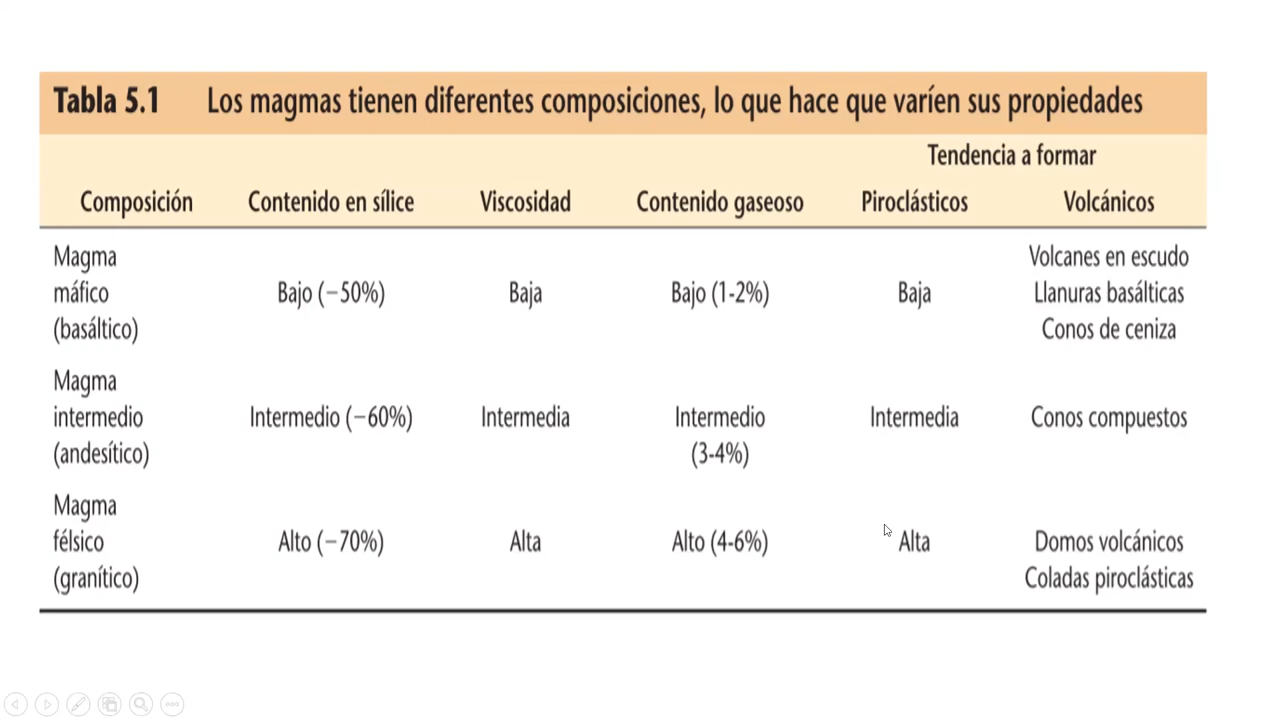 Tabla 5.1 Los magmas tienen diferentes composiciones, lo que hace que varíen sus propiedades
Tendencia a formar
Composición Contenido en sílice Viscosidad Contenido gaseoso Piroclásticos Volcánicos
Magma
máfico
(basáltico)
Bajo (−50%)
Baja
Bajo (1-2%)
Baja
Volcanes en escudo
Llanuras basálticas
Conos de ceniza
Magma
intermedio
(andesítico)
Intermedio (−60%)
Intermedia
Intermedio
(3-4%)
Intermedia
Conos compuestos
Magma
félsico
(granítico)
Alto (−70%)
Alta
Alto (4-6%)
Alta
Domos volcánicos
Coladas piroclásticas